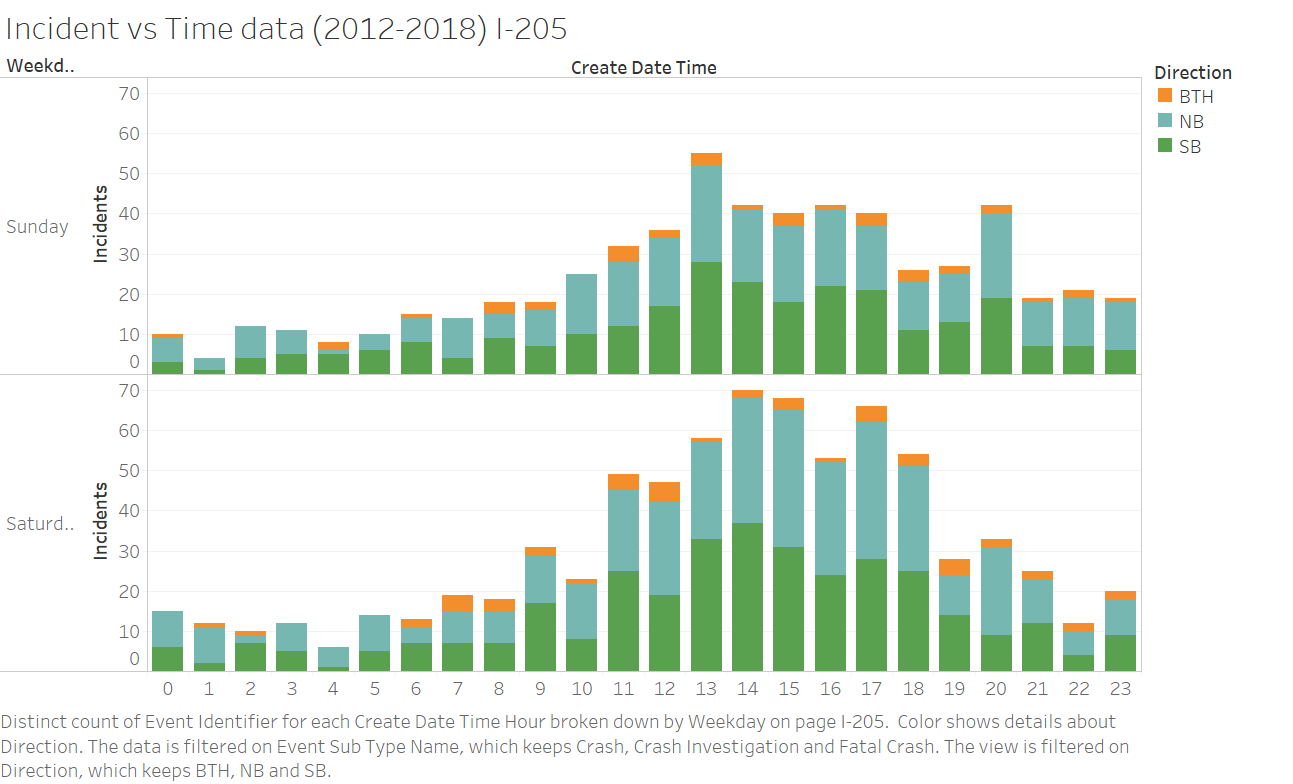 Incident vs Time data (2012-2018) I-205
Weekd..
Create Date Time
Direction
BTH
NB
SB
Sunday
Incidents
70
60
50
40
30
20
10
0
Saturd..
Incidents
70
60
50
40
30
20
10
0
0 1 2 3 4 5 6 7 8 9 10 11 12 13 14 15 16 17 18 19 20 21 22 23
Distinct count of Event Identifier for each Create Date Time Hour broken down by Weekday on page I-205. Color shows details about
Direction. The data is filtered on Event Sub Type Name, which keeps Crash, Crash Investigation and Fatal Crash. The view is filtered on
Direction, which keeps BTH, NB and SB.